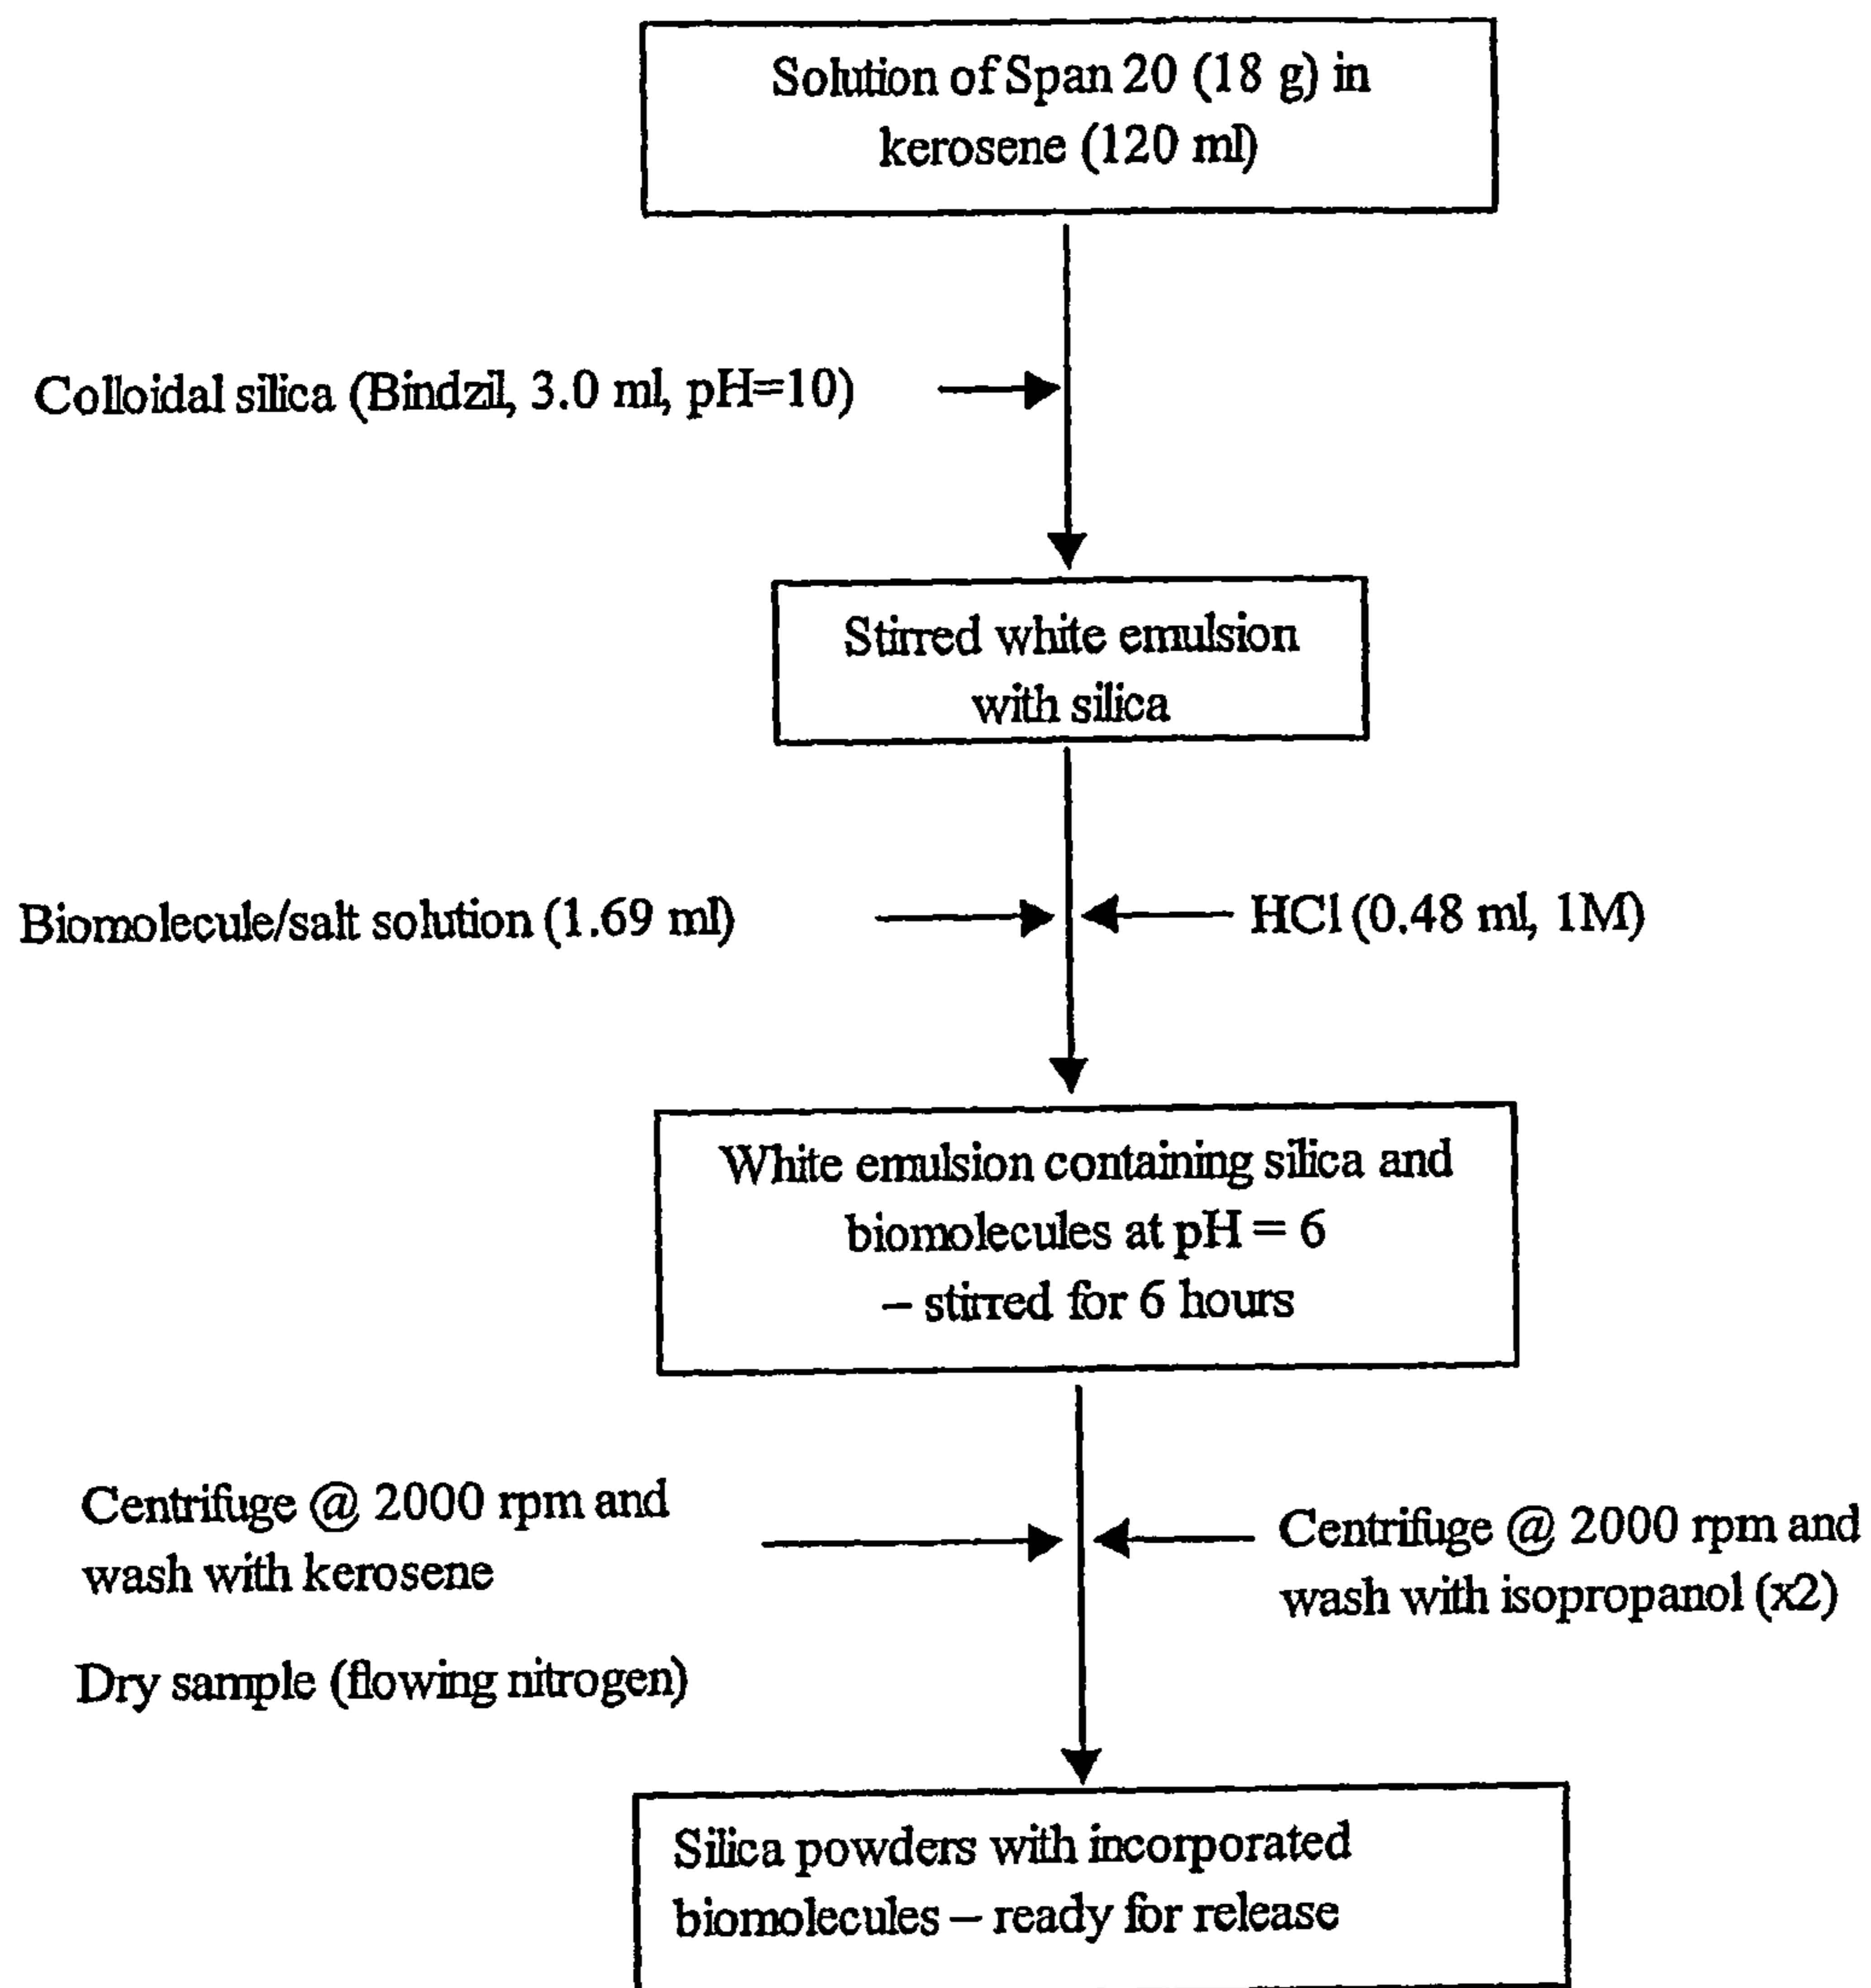 Solution of Span 20 (18 g) in
kerosene (120 ml)
Colloidal silica (Bindzil, 3.0 ml, pH=10)
Stirred white emulsion
with silica
Biomolecule/salt solution (1.69 ml)
HCl (0.48 ml, 1M)
White emulsion containing silica and
biomolecules at pH = 6
– stirred for 6 hours
Centrifuge @ 2000 rpm and
wash with kerosene
Centrifuge @ 2000 rpm and
wash with isopropanol (x2)
Dry sample (flowing nitrogen)
Silica powders with incorporated
biomolecules – ready for release